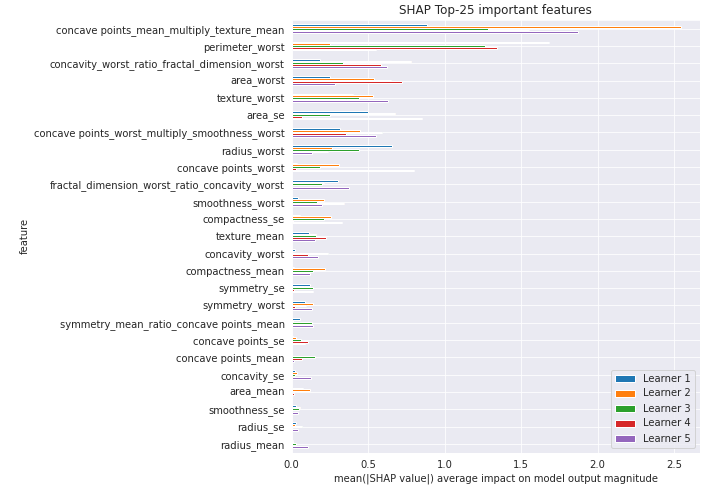 SHAP Top-25 important features
concave points_mean_multiply_texture_mean
perimeter_worst
concavity_worst_ratio_fractal_dimension_worst
area_worst
texture_worst
area_se
concave points_worst_multiply_smoothness_worst
radius_worst
concave points_worst
fractal_dimension_worst_ratio_concavity_worst
smoothness_worst
compactness_se
texture_mean
concavity_worst
compactness_mean
symmetry_se
symmetry_worst
symmetry_mean_ratio_concave points_mean
concave points_se
concave points_mean
concavity_se
area_mean
smoothness_se
radius_se
radius_mean
feature
Learner 1
Learner 2
Learner 3
Learner 4
Learner 5
0.0 0.5 1.0 1.5 2.0 2.5
mean(|SHAP value|) average impact on model output magnitude